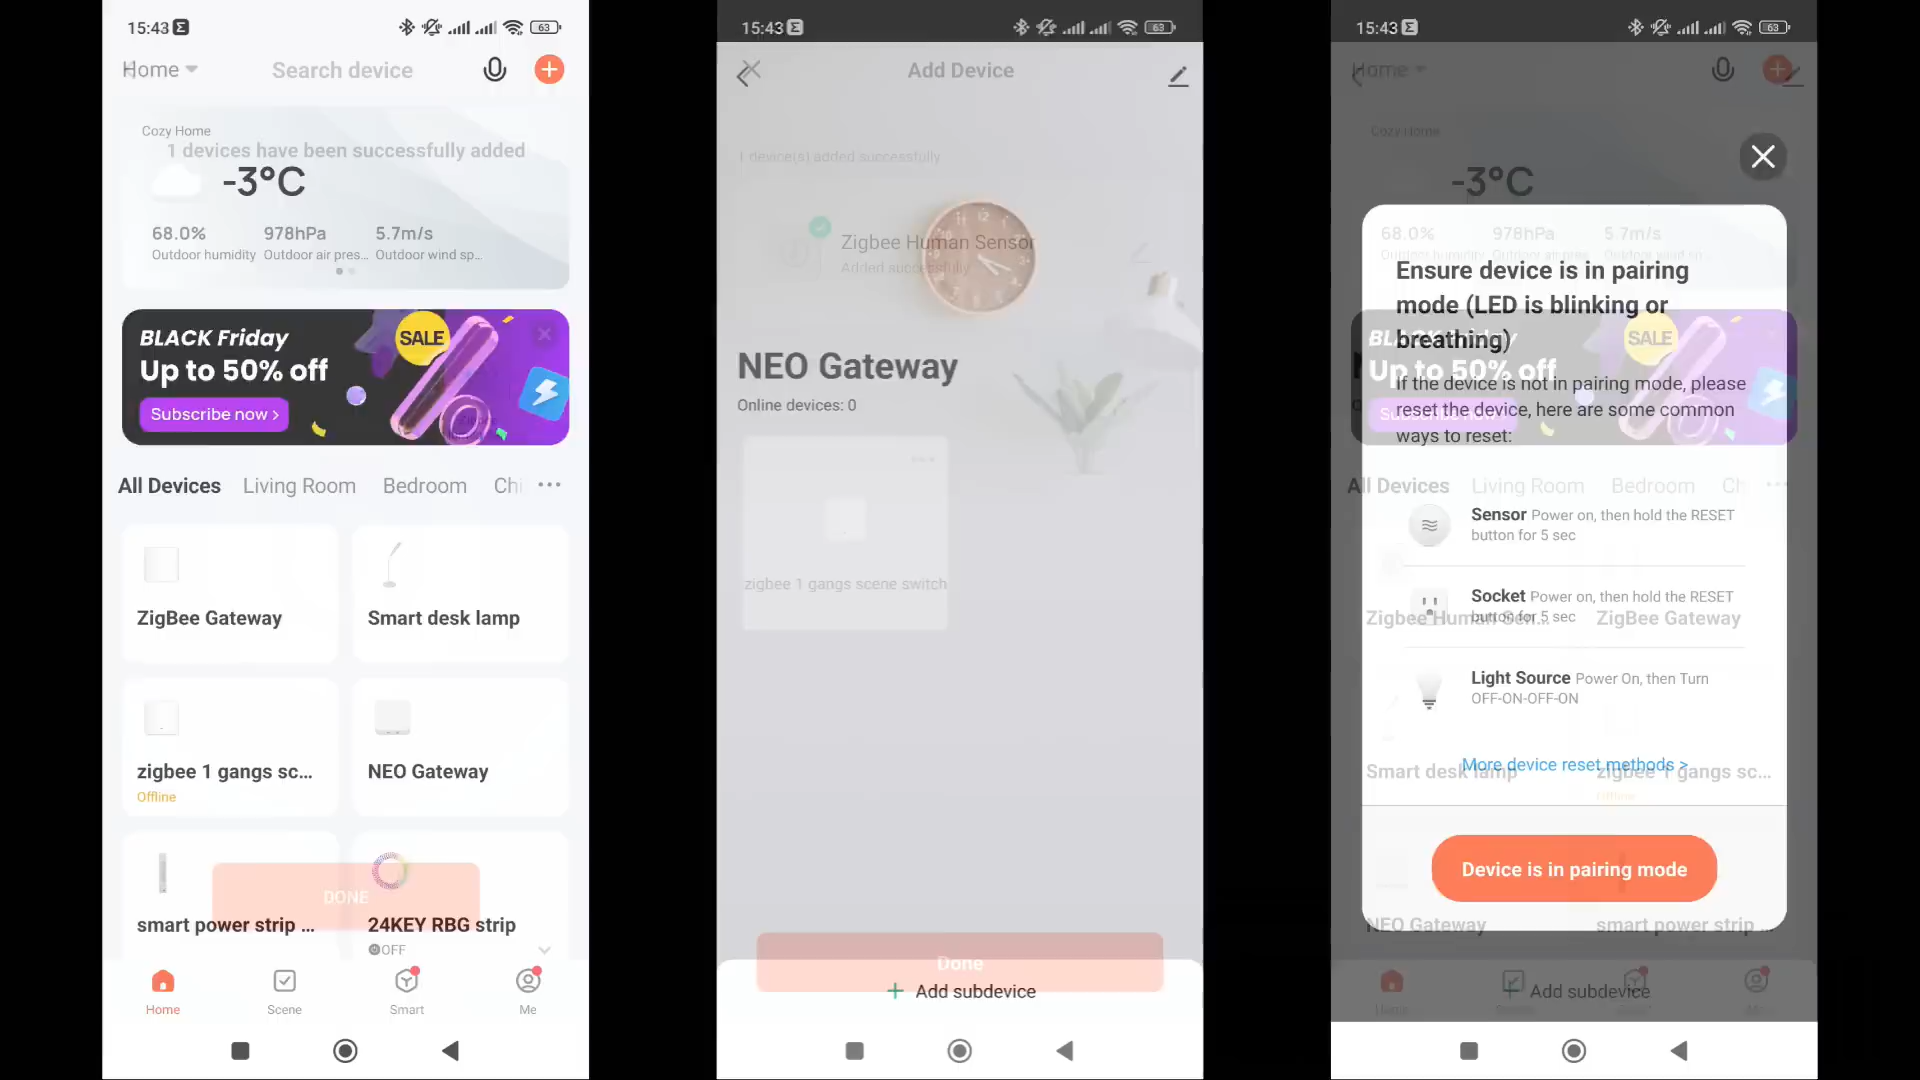 15:43
63
Home
Search device
Cozy Home
1 devices have been successfully added
-3°C
68.0%
978hPa
5.7m/s
Outdoor humidity
Outdoor air pres...
Outdoor wind sp...
BLACK Friday
Up to 50% off
Subscribe now >
SALE
All Devices
Living Room
Bedroom
Chi
ZigBee Gateway
Smart desk lamp
zigbee 1 gangs sc...
Offline
NEO Gateway
DONE
smart power strip ...
24KEY RBG strip
OFF
Home
Scene
Smart
Me
15:43
63
Add Device
1 device(s) added successfully
Zigbee Human Sensor
Added successfully
12
NEO Gateway
Online devices: 0
zigbee 1 gangs scene switch
Done
+ Add subdevice
15:43
63
Home
Cozy Home
-3°C
68.0%
978hPa
5.7m/s
Ensure device is in pairing
mode (LED is blinking or
breathing)
BLACK Friday
Up to 50% off
SALE
If the device is not in pairing mode, please
reset the device, here are some common
ways to reset:
All Devices
Living Room
Bedroom
Ch
Sensor Power on, then hold the RESET
button for 5 sec
Socket Power on, then hold the RESET
button for 5 sec
Zigbee Human Sen...
ZigBee Gateway
Light Source Power On, then Turn
OFF-ON-OFF-ON
More device reset methods >
Smart desk lamp
zigbee 1 gangs sc...
Offline
Device is in pairing mode
NEO Gateway
smart power strip ...
+ Add subdevice